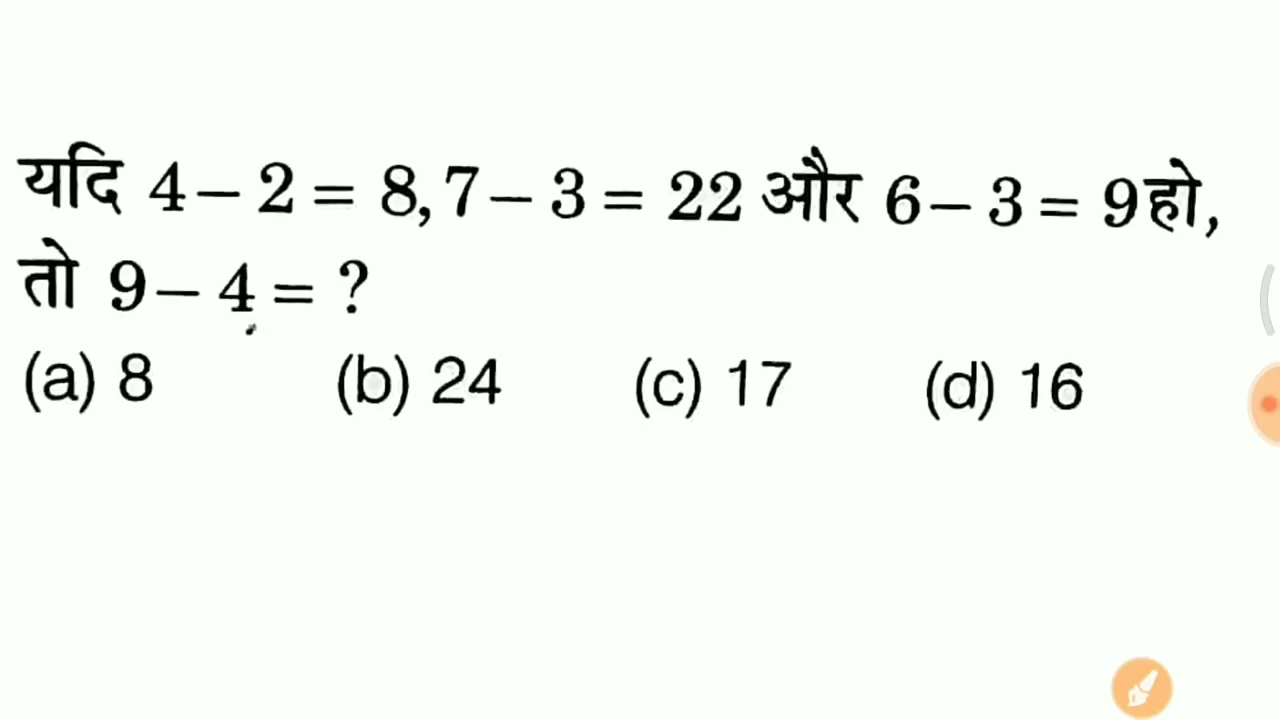 यदि 4 – 2 = 8, 7 – 3 = 22 और 6 – 3 = 9 हो,
तो 9 – 4 = ?
(a) 8 (b) 24 (c) 17 (d) 16